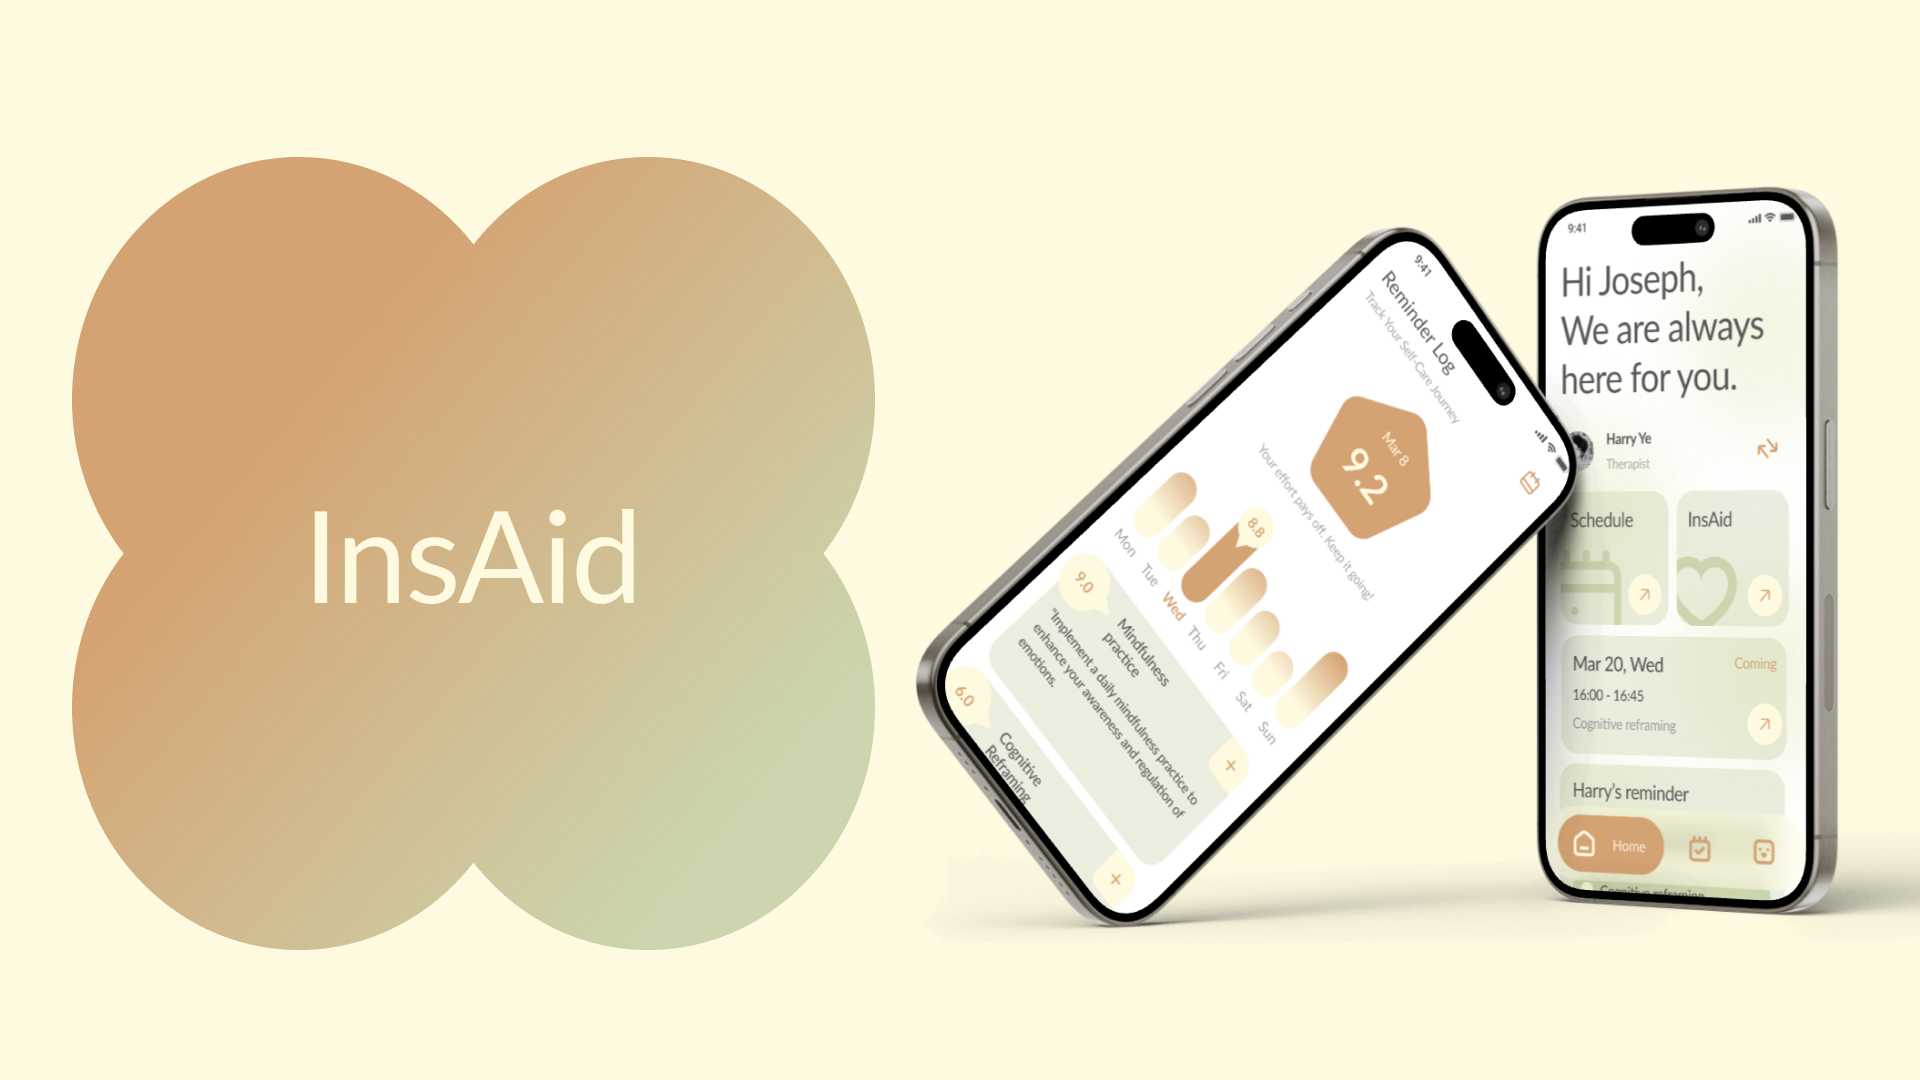 InsAid
9:41
Reminder Log
Track Your Self-Care Journey
Mar 8
9.2
Your effort pays off. Keep it going!
8.8
Mon
Tue
Wed
Thu
Fri
Sat
Sun
9.0
Mindfulness
practice
"Implement a daily mindfulness practice to
enhance your awareness and regulation of
emotions.
6.0
Cognitive
Reframing
9:41
Hi Joseph,
We are always
here for you.
Harry Ye
Therapist
Schedule
InsAid
Mar 20, Wed
Coming
16:00 - 16:45
Cognitive reframing
Harry's reminder
Home
Cognitive reframing